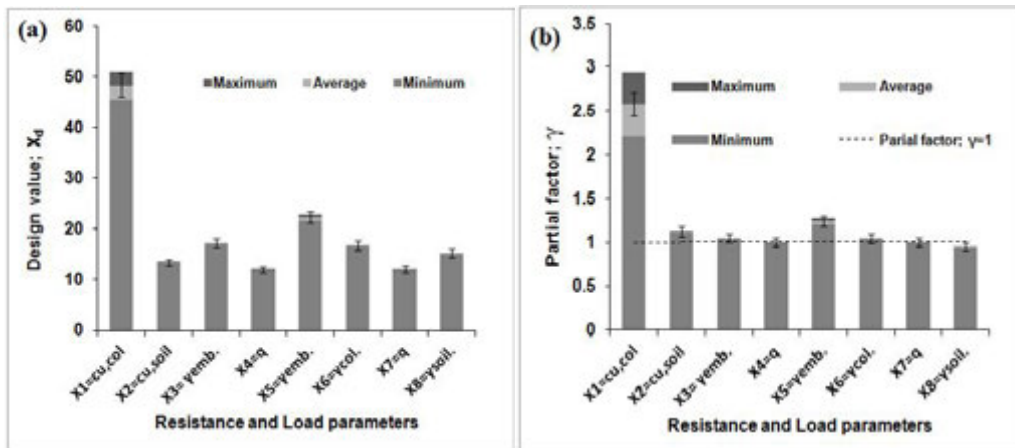 (a)
60
50
40
30
20
10
0
Design value; Xd
Maximum
Average
Minimum
X1=cu,col
X2=cu,soil
X3= γemb.
X4=q
X5=γemb.
X6=γcol.
X7=q
X8=γsoil.
Resistance and Load parameters
(b)
3.5
3
2.5
2
1.5
1
0.5
0
Partial factor; γ
Maximum
Average
Minimum
Parial factor; γ=1
X1=cu,col
X2=cu,soil
X3= γemb.
X4=q
X5=γemb.
X6=γcol.
X7=q
X8=γsoil.
Resistance and Load parameters